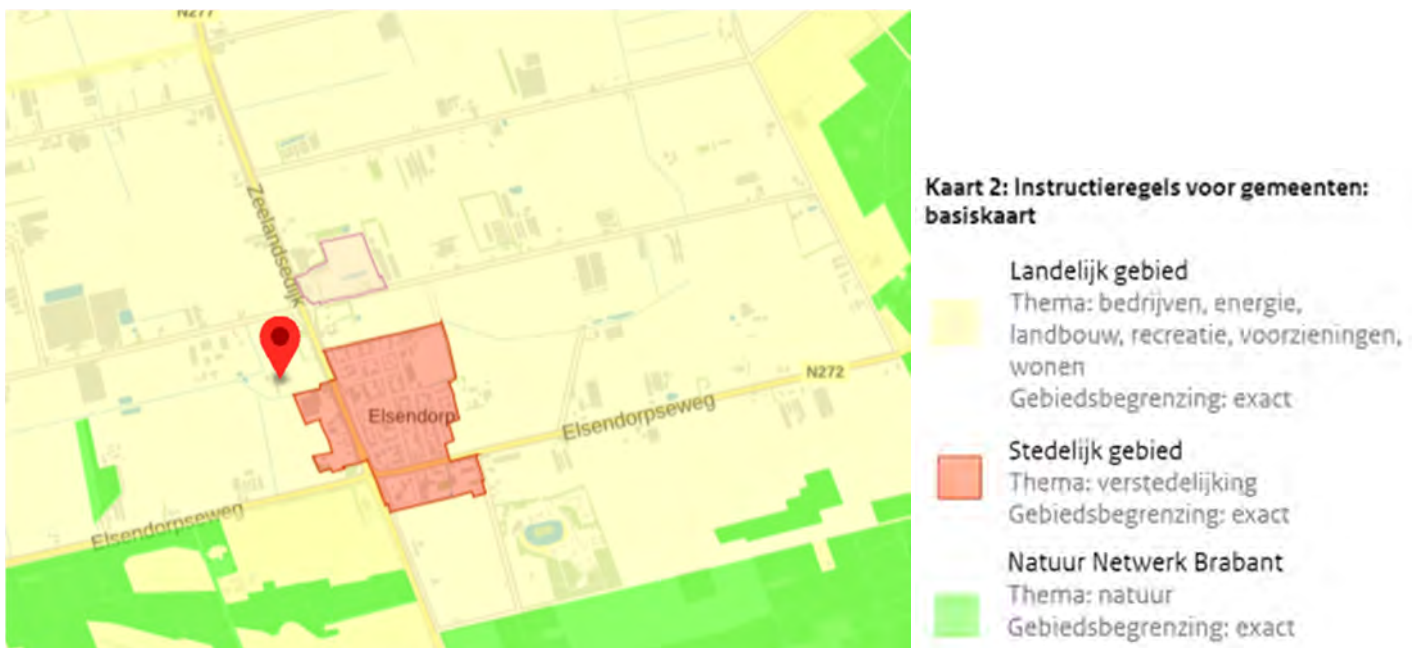 N277
Zeelandsedijk
Elsendorp
N272
Elsendorpseweg
Elsendorpseweg
Kaart 2: Instructieregels voor gemeenten:
basiskaart
Landelijk gebied
Thema: bedrijven, energie,
landbouw, recreatie, voorzieningen,
wonen
Gebiedsbegrenzing: exact
Stedelijk gebied
Thema: verstedelijking
Gebiedsbegrenzing: exact
Natuur Netwerk Brabant
Thema: natuur
Gebiedsbegrenzing: exact